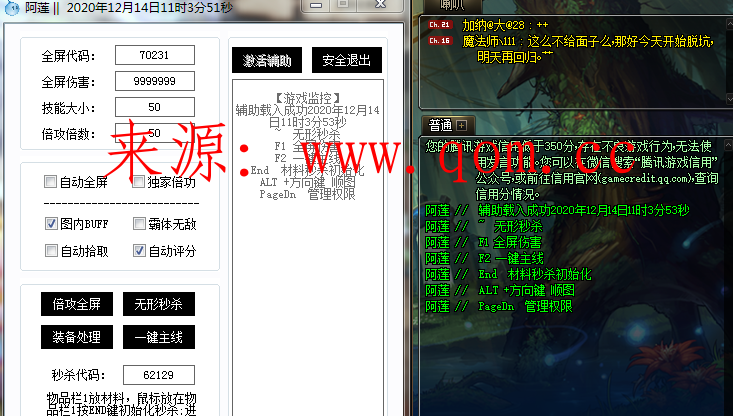 阿莲 || 2020年12月14日11时3分51秒
全屏代码： 70231
全屏伤害： 9999999
技能大小： 50
倍攻倍数： 50
自动全屏 独家倍功
图内BUFF 霸体无敌
自动拾取 自动评分
倍攻全屏 无形秒杀
装备处理 一键主线
秒杀代码： 62129
物品栏1放材料，鼠标放在物
品栏1按END键初始化秒杀;进
激活辅助 安全退出
【游戏监控】
辅助载入成功2020年12月14
日11时3分53秒
~ 无形秒杀
F1 全屏伤害
F2 一键主线
End 材料秒杀初始化
ALT +方向键 顺图
PageDn 管理权限
来源：www.qom.cc
喇叭
Ch.21 加纳@大@28：++
Ch.16 魔法师、111：这么不给面子么,那好今天开始脱坑,
明天再回归。艹
普通 +
您的腾讯游戏信用低于350分,存在不良游戏行为,无法使
用发言功能。您可以在微信搜索“腾讯游戏信用”
公众号,或前往信用官网(gamecredit.qq.com),查询
信用分情况。
阿莲 // 辅助载入成功2020年12月14日11时3分53秒
阿莲 // ~ 无形秒杀
阿莲 // F1 全屏伤害
阿莲 // F2 一键主线
阿莲 // End 材料秒杀初始化
阿莲 // ALT +方向键 顺图
阿莲 // PageDn 管理权限